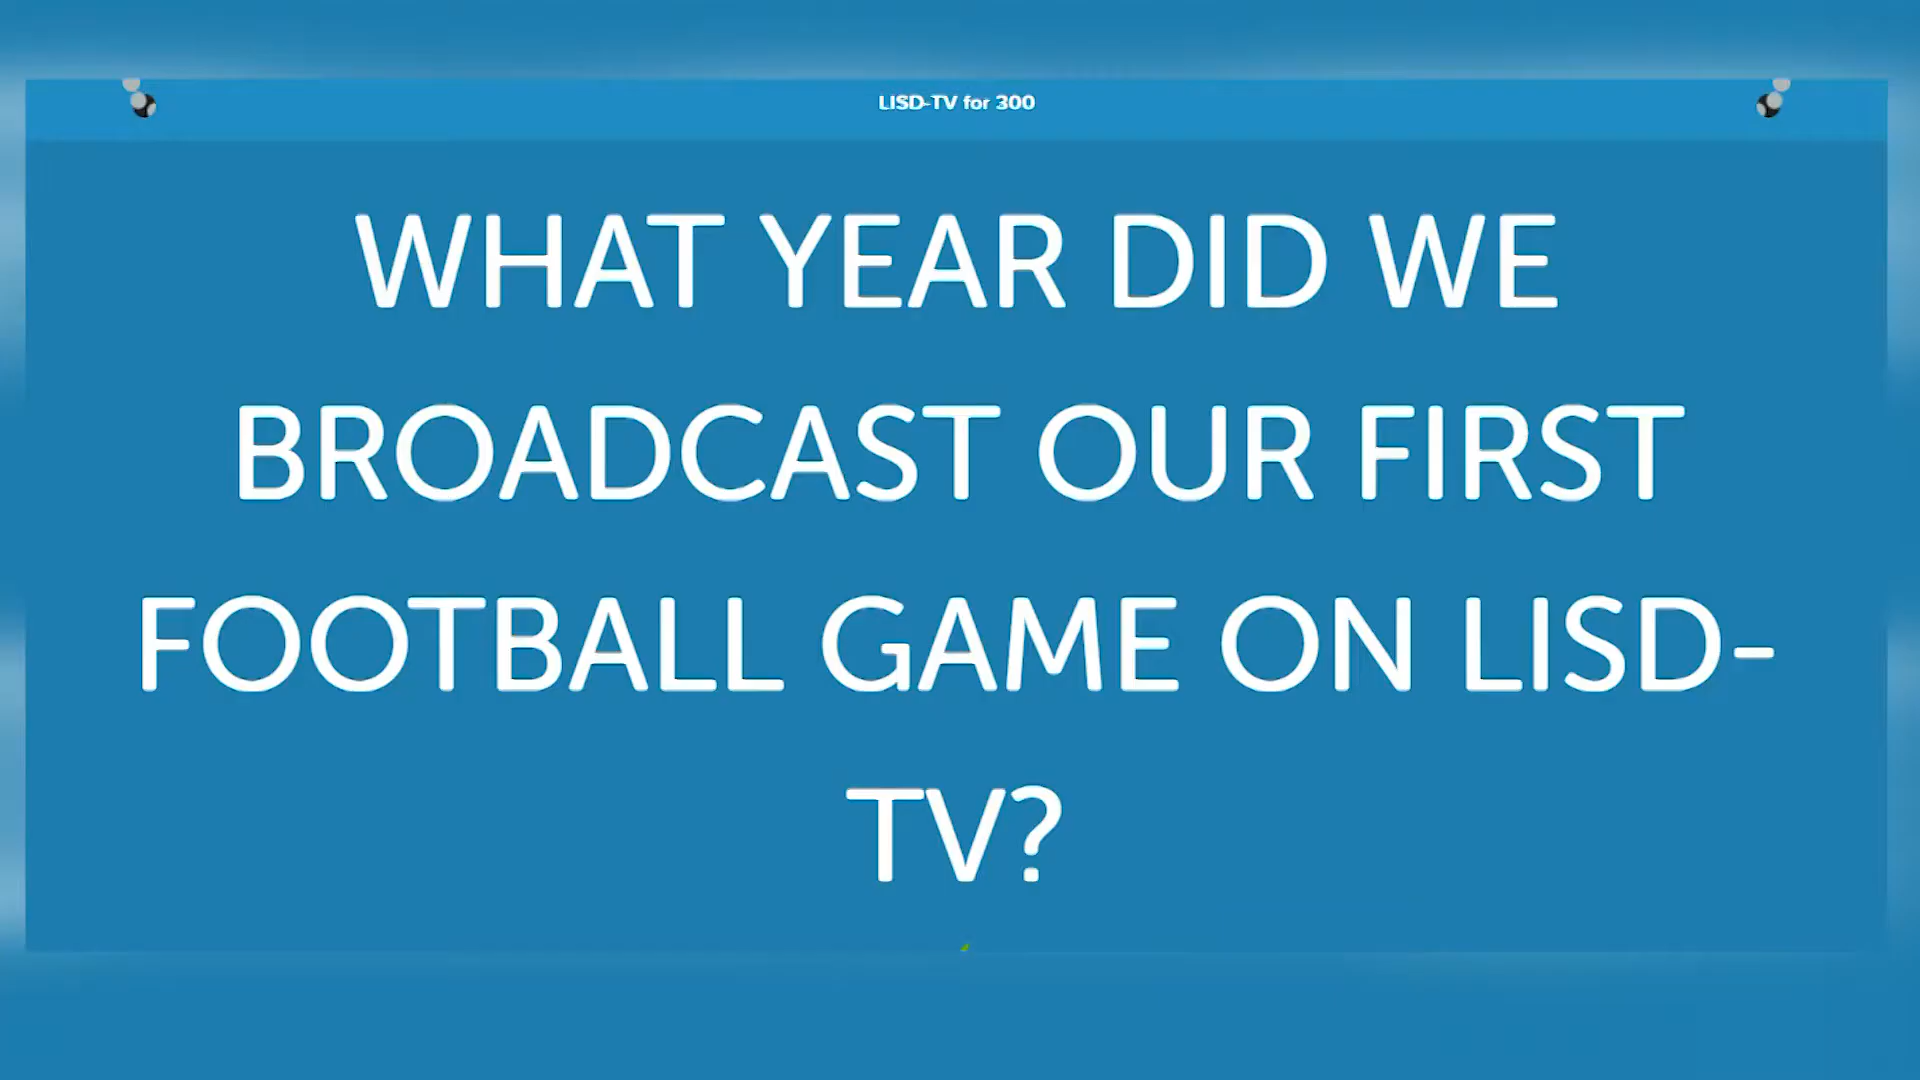 LISD-TV for 300
WHAT YEAR DID WE
BROADCAST OUR FIRST
FOOTBALL GAME ON LISD-
TV?